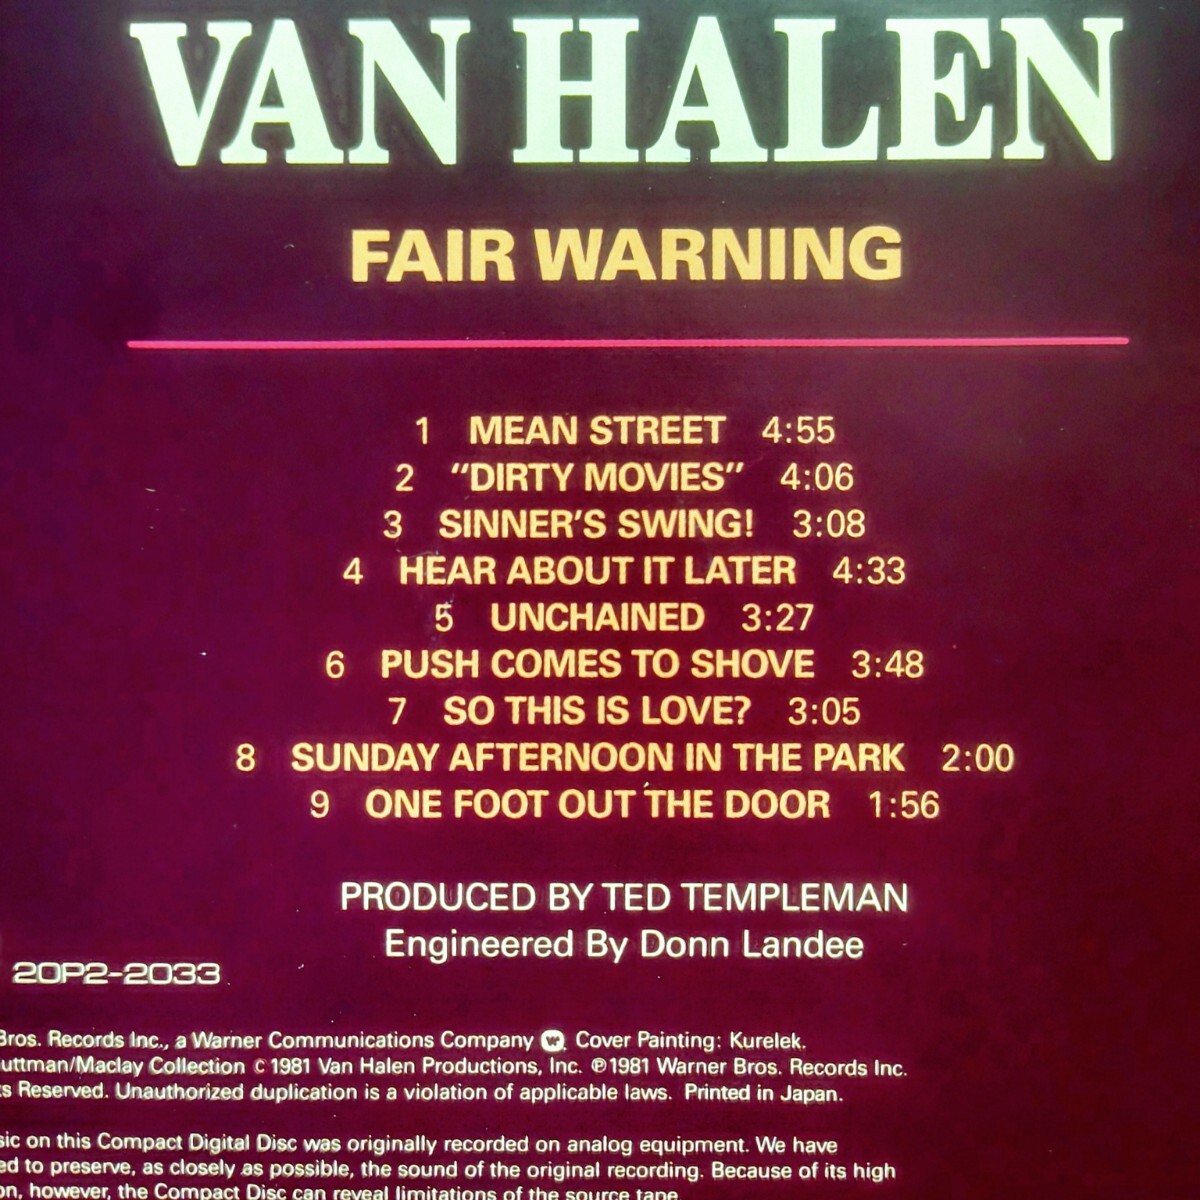 VAN HALEN
FAIR WARNING
1 MEAN STREET 4:55
2 "DIRTY MOVIES" 4:06
3 SINNER'S SWING! 3:08
4 HEAR ABOUT IT LATER 4:33
5 UNCHAINED 3:27
6 PUSH COMES TO SHOVE 3:48
7 SO THIS IS LOVE? 3:05
8 SUNDAY AFTERNOON IN THE PARK 2:00
9 ONE FOOT OUT THE DOOR 1:56
PRODUCED BY TED TEMPLEMAN
Engineered By Donn Landee
20P2-2033
Bros. Records Inc., a Warner Communications Company W. Cover Painting: Kurelek.
uttman/Maclay Collection ©1981 Van Halen Productions, Inc. ℗1981 Warner Bros. Records Inc.
s Reserved. Unauthorized duplication is a violation of applicable laws. Printed in Japan.
sic on this Compact Digital Disc was originally recorded on analog equipment. We have
ed to preserve, as closely as possible, the sound of the original recording. Because of its high
on, however, the Compact Disc can reveal limitations of the source tape.